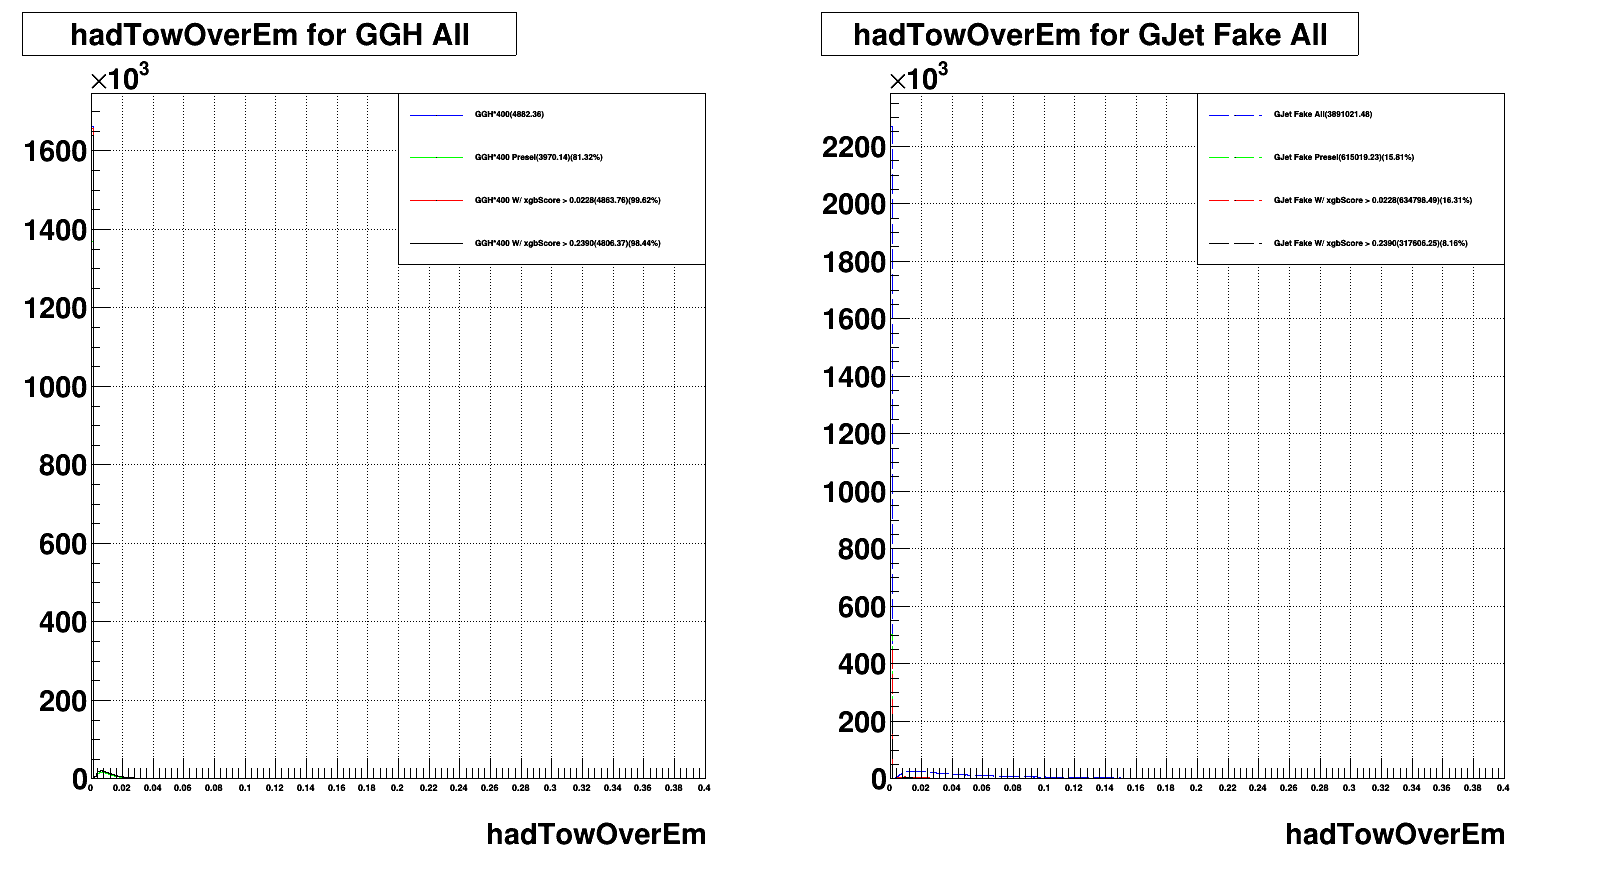 hadTowOverEm for GGH All
×10³
GGH*400(4882.36)
GGH*400 Presel(3970.14)(81.32%)
GGH*400 W/ xgbScore > 0.0228(4863.76)(99.62%)
GGH*400 W/ xgbScore > 0.2390(4806.37)(98.44%)
1600
1400
1200
1000
800
600
400
200
0
0 0.02 0.04 0.06 0.08 0.1 0.12 0.14 0.16 0.18 0.2 0.22 0.24 0.26 0.28 0.3 0.32 0.34 0.36 0.38 0.4
hadTowOverEm
hadTowOverEm for GJet Fake All
×10³
GJet Fake All(3891021.48)
GJet Fake Presel(615019.23)(15.81%)
GJet Fake W/ xgbScore > 0.0228(634798.49)(16.31%)
GJet Fake W/ xgbScore > 0.2390(317606.25)(8.16%)
2200
2000
1800
1600
1400
1200
1000
800
600
400
200
0
0 0.02 0.04 0.06 0.08 0.1 0.12 0.14 0.16 0.18 0.2 0.22 0.24 0.26 0.28 0.3 0.32 0.34 0.36 0.38 0.4
hadTowOverEm